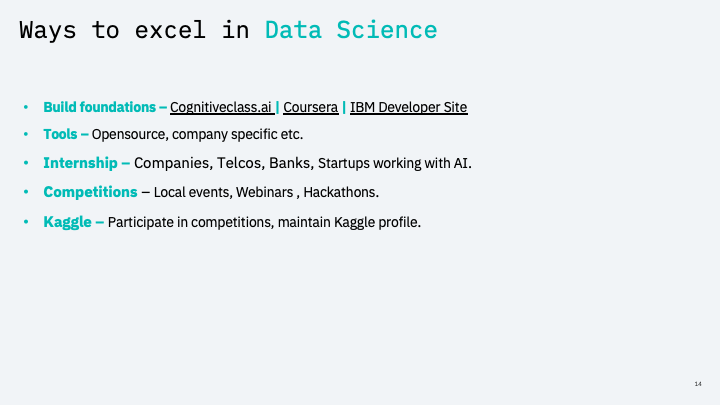 Ways to excel in Data Science
• Build foundations – Cognitiveclass.ai | Coursera | IBM Developer Site
• Tools – Opensource, company specific etc.
• Internship – Companies, Telcos, Banks, Startups working with AI.
• Competitions – Local events, Webinars , Hackathons.
• Kaggle – Participate in competitions, maintain Kaggle profile.
14